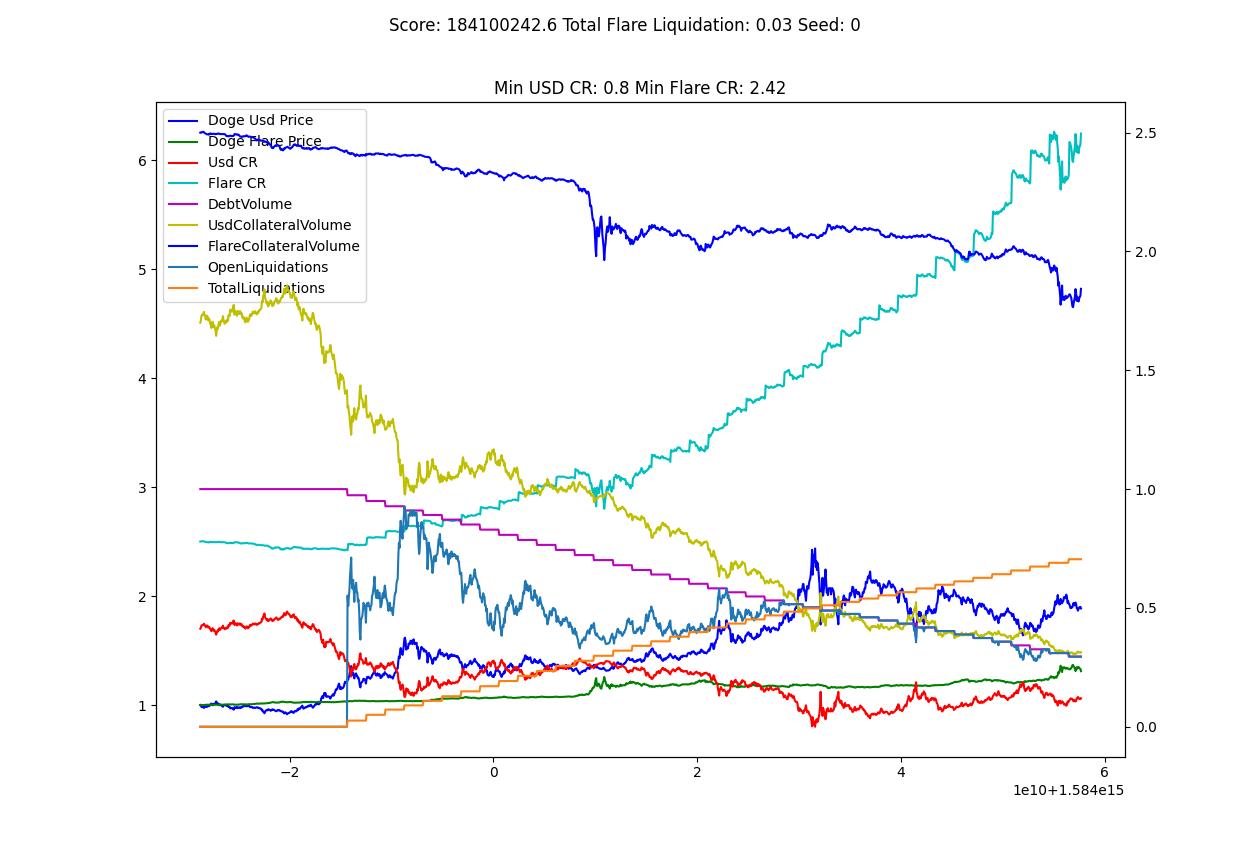 Score: 184100242.6 Total Flare Liquidation: 0.03 Seed: 0
Min USD CR: 0.8 Min Flare CR: 2.42
Doge Usd Price
Doge Flare Price
Usd CR
Flare CR
DebtVolume
UsdCollateralVolume
FlareCollateralVolume
OpenLiquidations
TotalLiquidations
6
5
4
3
2
1
2.5
2.0
1.5
1.0
0.5
0.0
−2
0
2
4
6
1e10+1.584e15